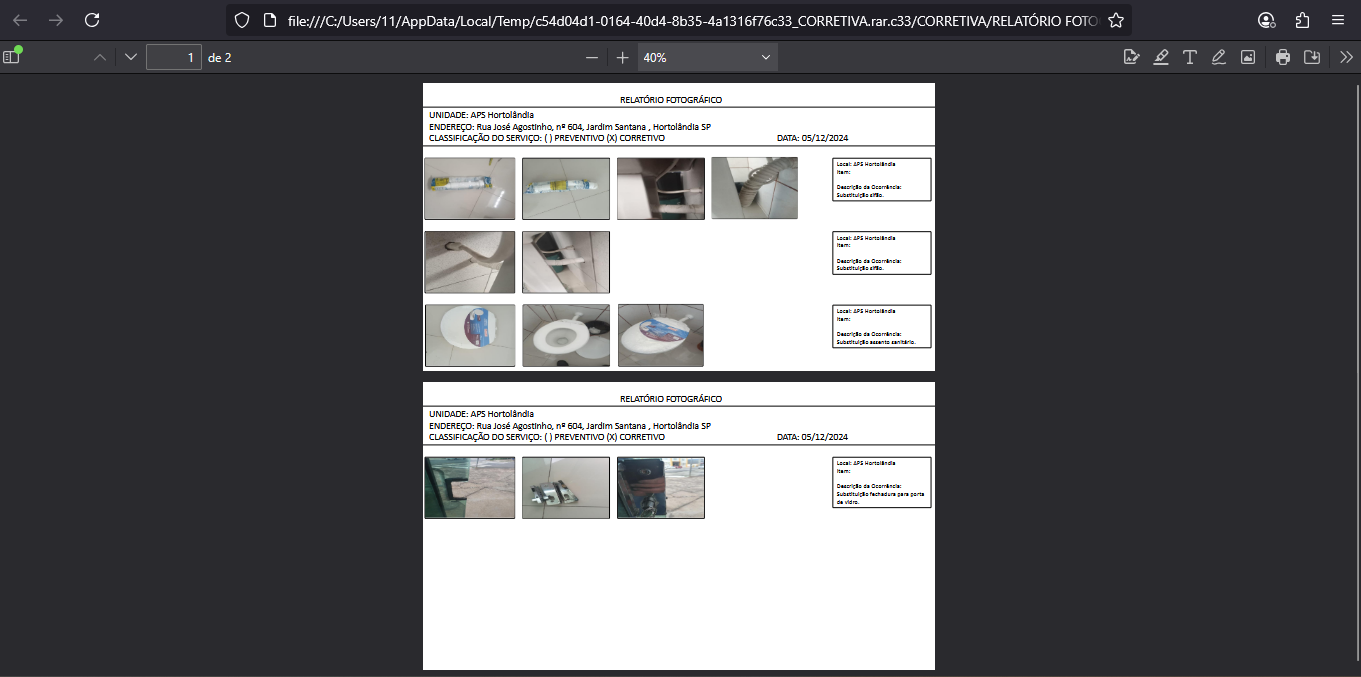 file:///C:/Users/11/AppData/Local/Temp/c54d04d1-0164-40d4-8b35-4a1316f76c33_CORRETIVA.rar.c33/CORRETIVA/RELATÓRIO FOTO
1 de 2
40%
RELATÓRIO FOTOGRÁFICO
UNIDADE: APS Hortolândia
ENDEREÇO: Rua José Agostinho, nº 604, Jardim Santana , Hortolândia SP
CLASSIFICAÇÃO DO SERVIÇO: ( ) PREVENTIVO (X) CORRETIVO DATA: 05/12/2024
Local: APS Hortolândia
Item:
Descrição da Ocorrência:
Substituição sifão.
Local: APS Hortolândia
Item:
Descrição da Ocorrência:
Substituição sifão.
Local: APS Hortolândia
Item:
Descrição da Ocorrência:
Substituição assento sanitário.
RELATÓRIO FOTOGRÁFICO
UNIDADE: APS Hortolândia
ENDEREÇO: Rua José Agostinho, nº 604, Jardim Santana , Hortolândia SP
CLASSIFICAÇÃO DO SERVIÇO: ( ) PREVENTIVO (X) CORRETIVO DATA: 05/12/2024
Local: APS Hortolândia
Item:
Descrição da Ocorrência:
Substituição fechadura para porta
de vidro.